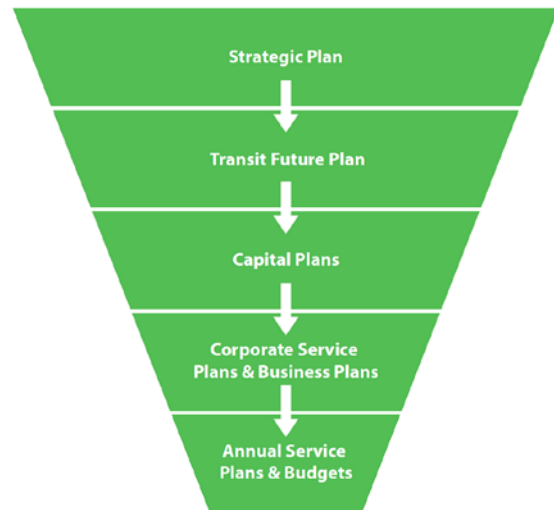 Strategic Plan
Transit Future Plan
Capital Plans
Corporate Service
Plans & Business Plans
Annual Service
Plans & Budgets